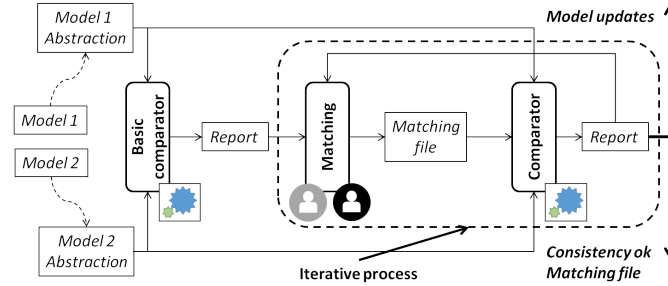 Model 1
Abstraction
Model updates
Model 1
Model 2
Basic
comparator
Report
Matching
Matching
file
Comparator
Report
Model 2
Abstraction
Iterative process
Consistency ok
Matching file